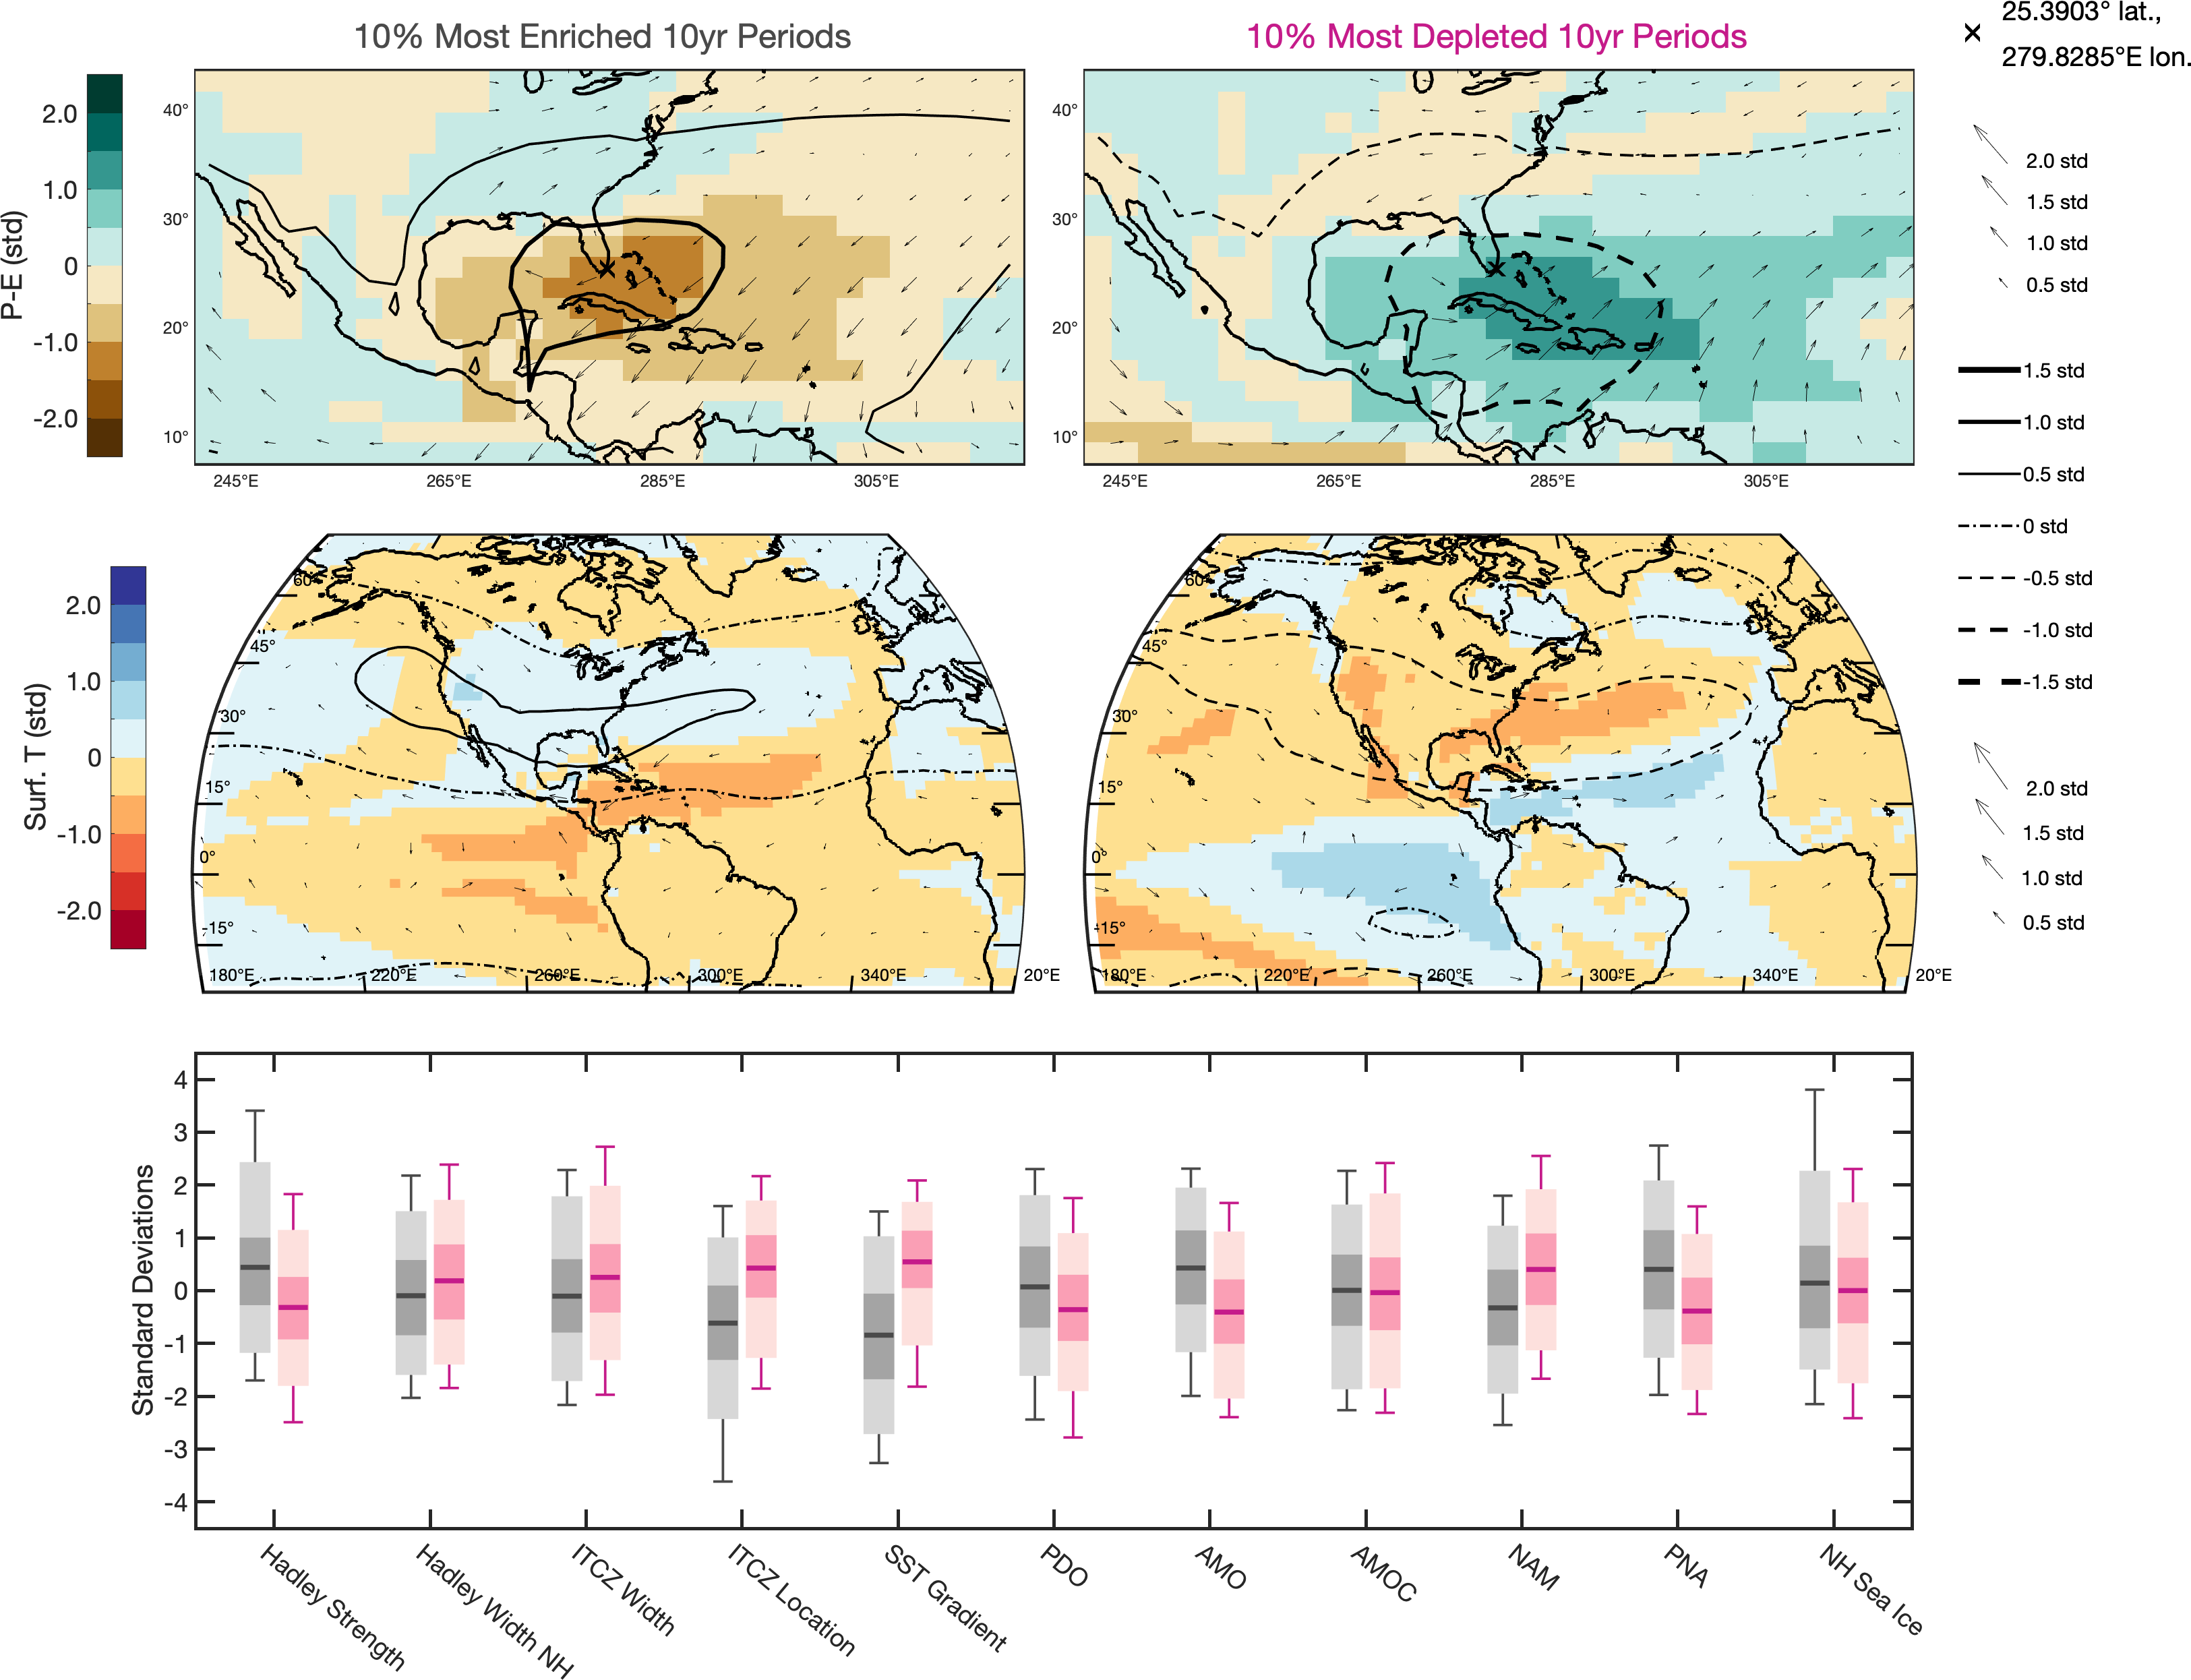 10% Most Enriched 10yr Periods
10% Most Depleted 10yr Periods
25.3903° lat.,
279.8285°E lon.
P-E (std)
2.0
1.0
0
-1.0
-2.0
40°
30°
20°
10°
245°E
265°E
285°E
305°E
40°
30°
20°
10°
245°E
265°E
285°E
305°E
2.0 std
1.5 std
1.0 std
0.5 std
1.5 std
1.0 std
0.5 std
0 std
-0.5 std
-1.0 std
-1.5 std
2.0 std
1.5 std
1.0 std
0.5 std
Surf. T (std)
2.0
1.0
0
-1.0
-2.0
60°
45°
30°
15°
0°
-15°
180°E
220°E
260°E
300°E
340°E
20°E
60°
45°
30°
15°
0°
-15°
180°E
220°E
260°E
300°E
340°E
20°E
Standard Deviations
4
3
2
1
0
-1
-2
-3
-4
Hadley Strength
Hadley Width NH
ITCZ Width
ITCZ Location
SST Gradient
PDO
AMO
AMOC
NAM
PNA
NH Sea Ice